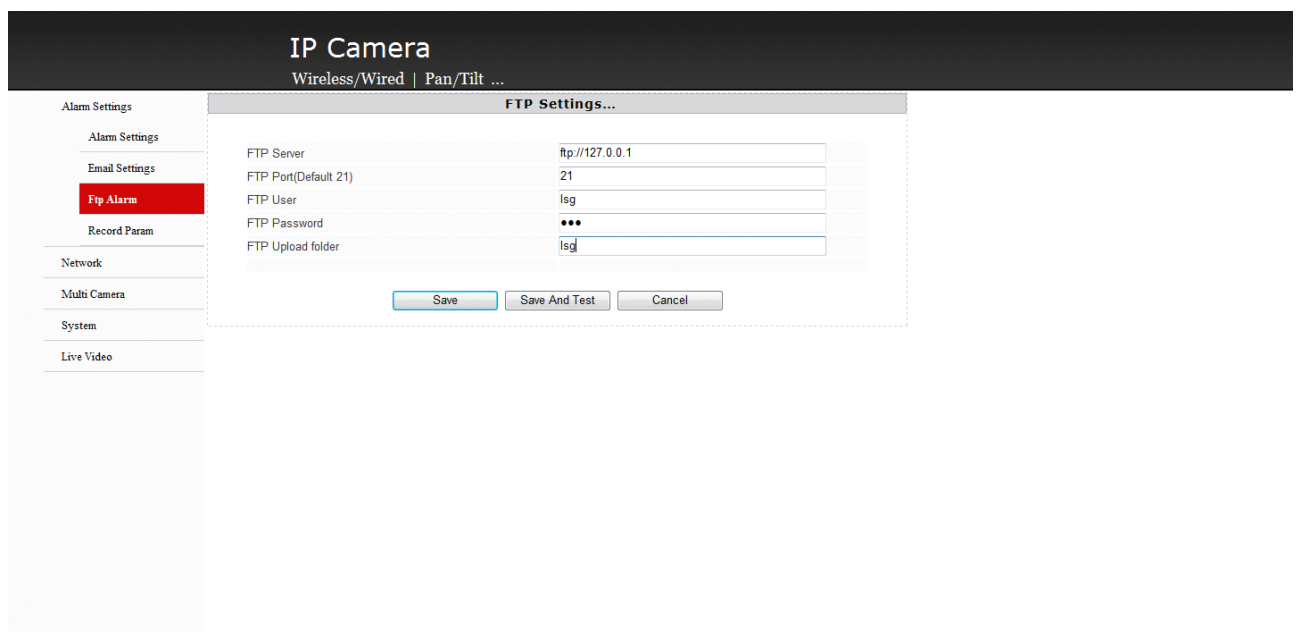 IP Camera
Wireless/Wired | Pan/Tilt ...
Alarm Settings
Alarm Settings
Email Settings
Ftp Alarm
Record Param
Network
Multi Camera
System
Live Video
FTP Settings...
FTP Server ftp://127.0.0.1
FTP Port(Default 21) 21
FTP User lsg
FTP Password •••
FTP Upload folder lsg
Save Save And Test Cancel